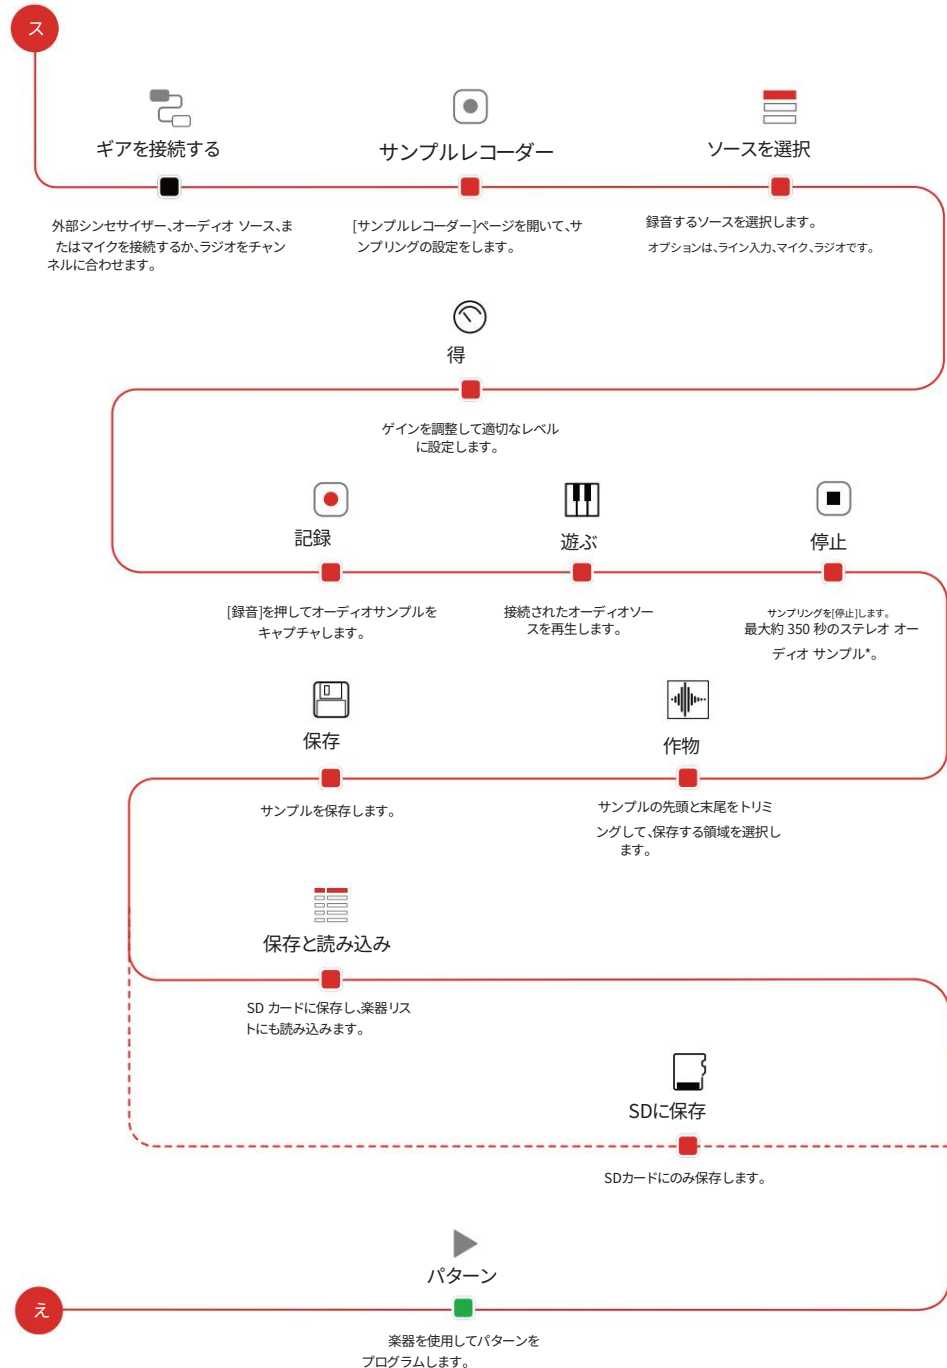 ス
ギアを接続する
サンプルレコーダー
ソースを選択
外部シンセサイザー、オーディオ ソース、ま
たはマイクを接続するか、ラジオをチャン
ネルに合わせます。
[サンプルレコーダー]ページを開いて、サ
ンプリングの設定をします。
録音するソースを選択します。
オプションは、ライン入力、マイク、ラジオです。
得
ゲインを調整して適切なレベル
に設定します。
記録
遊ぶ
停止
[録音]を押してオーディオサンプルを
キャプチャします。
接続されたオーディオソー
スを再生します。
サンプリングを[停止]します。
最大約 350 秒のステレオ オー
ディオ サンプル*。
保存
作物
サンプルを保存します。
サンプルの先頭と末尾をトリミ
ングして、保存する領域を選択し
ます。
保存と読み込み
SD カードに保存し、楽器リス
トにも読み込みます。
SDに保存
SDカードにのみ保存します。
パターン
え
楽器を使用してパターンを
プログラムします。